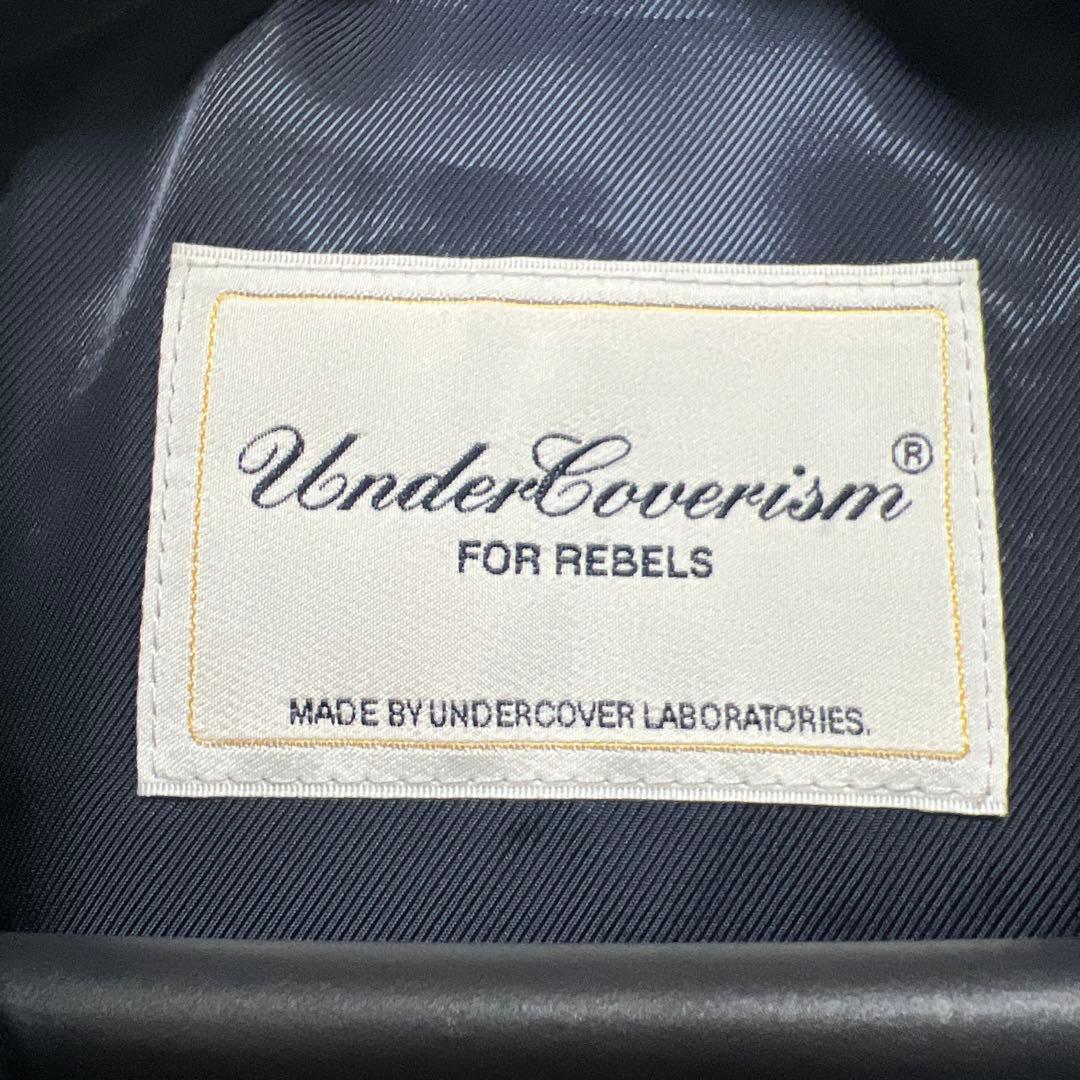 UnderCoverism®
FOR REBELS
MADE BY UNDERCOVER LABORATORIES.